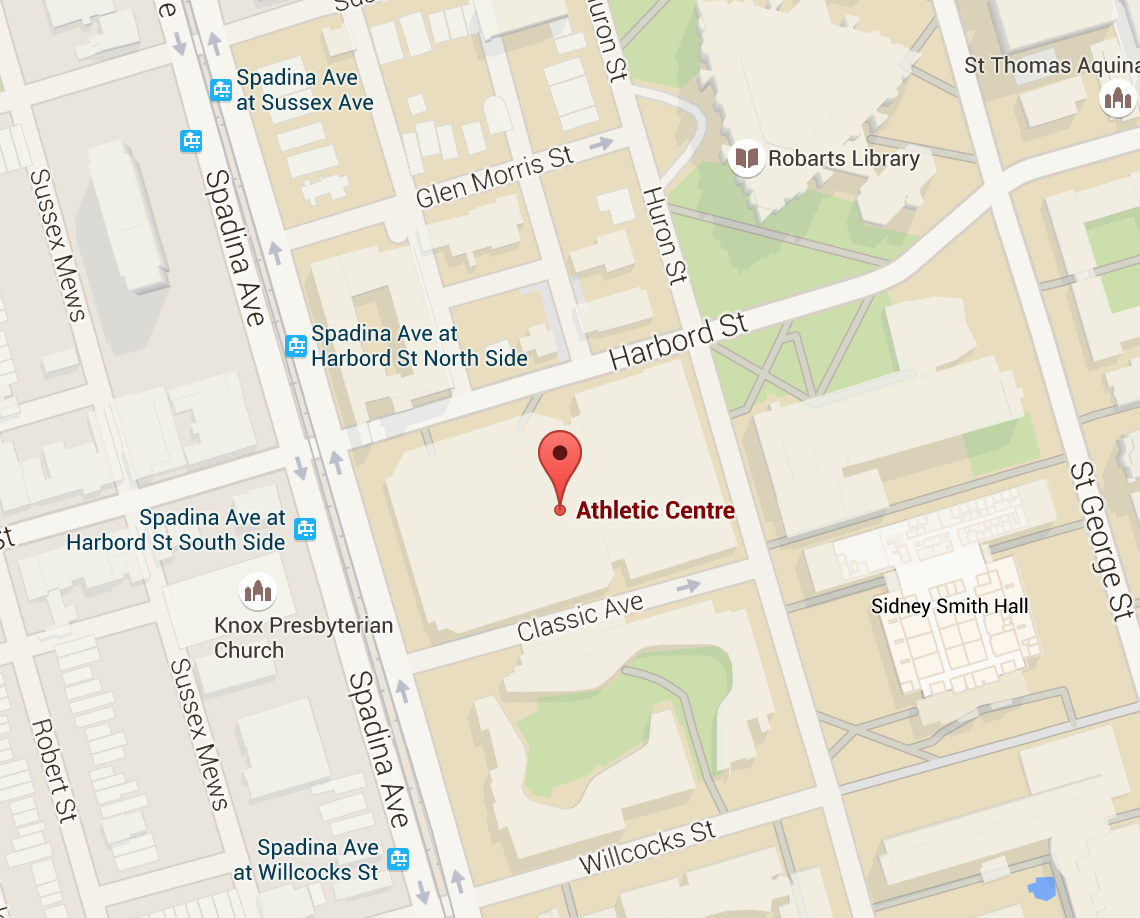 Sus
e
Huron St
Spadina Ave
at Sussex Ave
St Thomas Aquina
Robarts Library
Glen Morris St
Sussex Mews
Spadina Ave
Huron St
Spadina Ave at
Harbord St North Side
Harbord St
Athletic Centre
St George St
Spadina Ave at
Harbord St South Side
St
Knox Presbyterian
Church
Classic Ave
Sidney Smith Hall
Sussex Mews
Spadina Ave
Robert St
Spadina Ave
at Willcocks St
Willcocks St